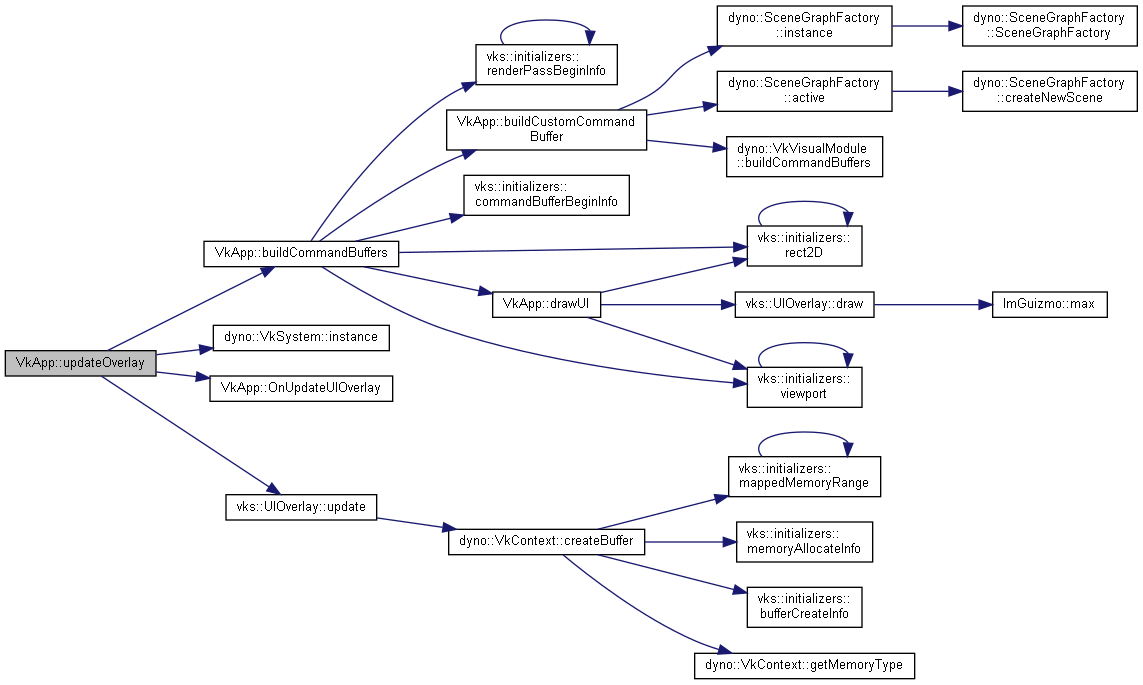 VkApp::updateOverlay
VkApp::buildCommandBuffers
dyno::VkSystem::instance
VkApp::OnUpdateUIOverlay
vks::UIOverlay::update
vks::initializers::
renderPassBeginInfo
VkApp::buildCustomCommand
Buffer
vks::initializers::
commandBufferBeginInfo
VkApp::drawUI
dyno::VkContext::createBuffer
dyno::SceneGraphFactory
::instance
dyno::SceneGraphFactory
::active
dyno::VkVisualModule
::buildCommandBuffers
vks::initializers::
rect2D
vks::UIOverlay::draw
vks::initializers::
viewport
vks::initializers::
mappedMemoryRange
vks::initializers::
memoryAllocateInfo
vks::initializers::
bufferCreateInfo
dyno::VkContext::getMemoryType
dyno::SceneGraphFactory
::SceneGraphFactory
dyno::SceneGraphFactory
::createNewScene
ImGuizmo::max